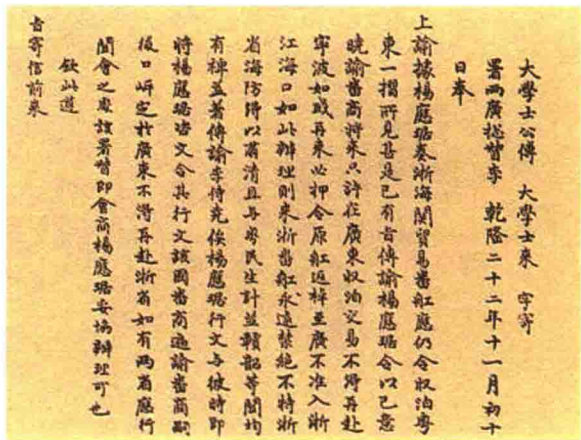 大學士公傅　大學士來　字寄
署兩廣總督李　乾隆二十二年十一月初十
日奉
上諭據楊應琚奏浙海關貿易番船應仍令收泊粵
東一摺所見甚是已有旨傳諭楊應琚令以己意
曉諭番商將來只許在廣東收泊交易不得再赴
寧波如或再來必押令原船返棹至廣不准入浙
江海口如此辦理則來浙番船永遠禁絕不特浙
省海防得以肅清且與粵民生計並贛韶等關均
有裨益著傳諭李侍堯俟楊應琚行文與彼時即
將楊應琚咨文令其行文該國番商遍諭番商嗣
後口岸定於廣東不得再赴浙省如有兩省應行
關會之處該署督即會商楊應琚妥協辦理可也
欽此遵
旨寄信前來